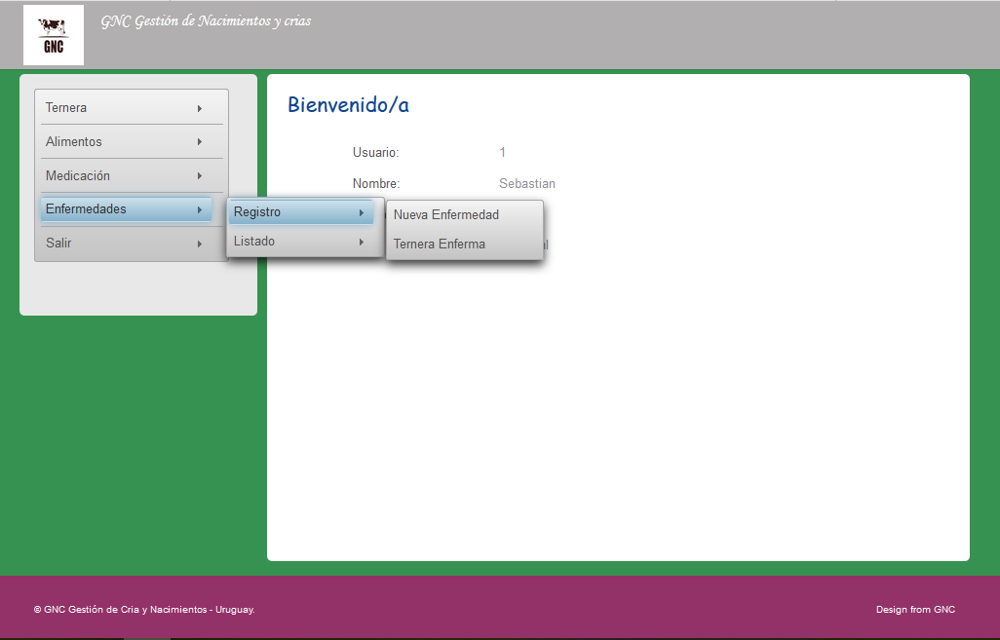 GNC
GNC Gestión de Nacimientos y crias
Ternera
Alimentos
Medicación
Enfermedades
Salir
Registro
Listado
Nueva Enfermedad
Ternera Enferma
Bienvenido/a
Usuario: 1
Nombre: Sebastian
© GNC Gestión de Cria y Nacimientos - Uruguay.
Design from GNC